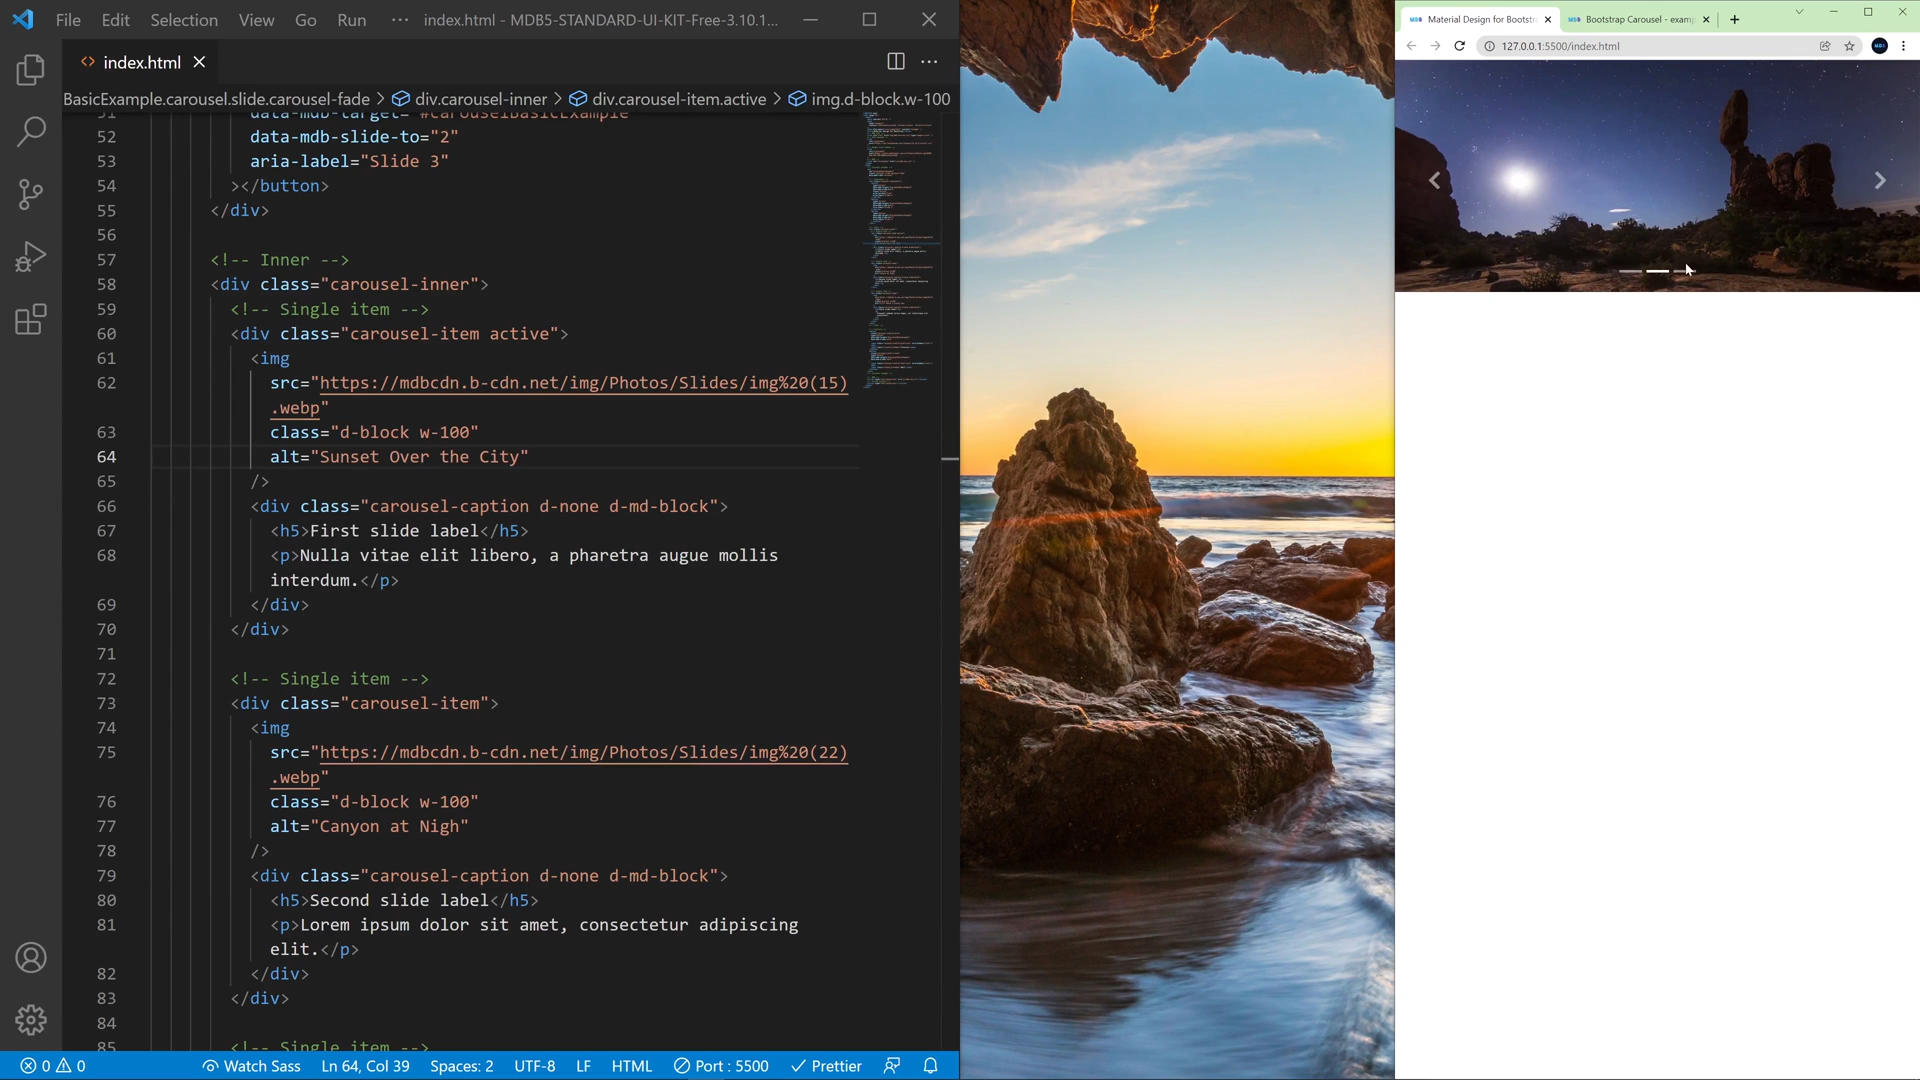 File Edit Selection View Go Run ··· index.html - MDB5-STANDARD-UI-KIT-Free-3.10.1...
index.html
BasicExample.carousel.slide.carousel-fade > div.carousel-inner > div.carousel-item.active > img.d-block.w-100
51 data-mdb-target="#carouselBasicExample"
52 data-mdb-slide-to="2"
53 aria-label="Slide 3"
54 ></button>
55 </div>
56
57 <!-- Inner -->
58 <div class="carousel-inner">
59 <!-- Single item -->
60 <div class="carousel-item active">
61 <img
62 src="https://mdbcdn.b-cdn.net/img/Photos/Slides/img%20(15)
.webp"
63 class="d-block w-100"
64 alt="Sunset Over the City"
65 />
66 <div class="carousel-caption d-none d-md-block">
67 <h5>First slide label</h5>
68 <p>Nulla vitae elit libero, a pharetra augue mollis
interdum.</p>
69 </div>
70 </div>
71
72 <!-- Single item -->
73 <div class="carousel-item">
74 <img
75 src="https://mdbcdn.b-cdn.net/img/Photos/Slides/img%20(22)
.webp"
76 class="d-block w-100"
77 alt="Canyon at Nigh"
78 />
79 <div class="carousel-caption d-none d-md-block">
80 <h5>Second slide label</h5>
81 <p>Lorem ipsum dolor sit amet, consectetur adipiscing
elit.</p>
82 </div>
83 </div>
84
85 <!-- Single item -->
0 0 Watch Sass Ln 64, Col 39 Spaces: 2 UTF-8 LF HTML Port : 5500 Prettier
Material Design for Bootstr Bootstrap Carousel - examp
127.0.0.1:5500/index.html